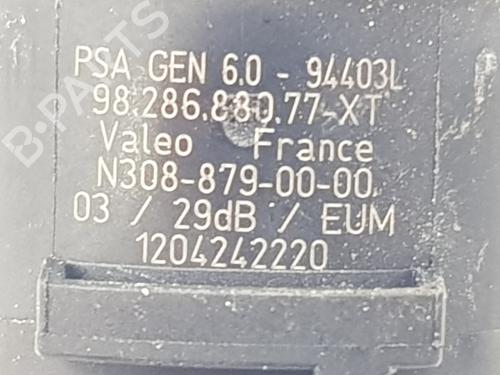 PSA GEN 6.0 - 94403L
98.286.880.77-XT
Valeo France
N308-879-00-00
03 / 29dB / EUM
1204242220
B-PARTS